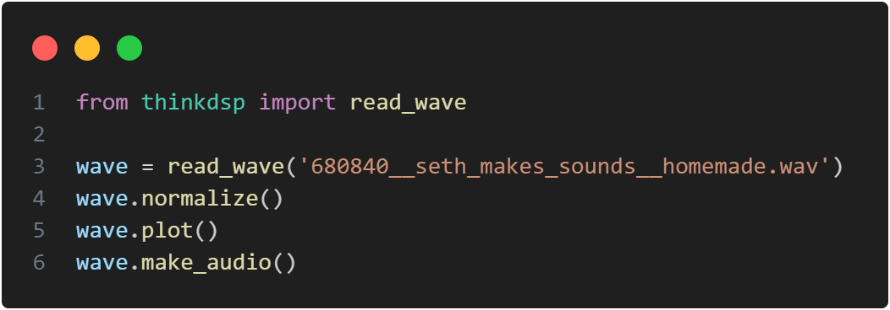 1 from thinkdsp import read_wave
2
3 wave = read_wave('680840__seth_makes_sounds__homemade.wav')
4 wave.normalize()
5 wave.plot()
6 wave.make_audio()